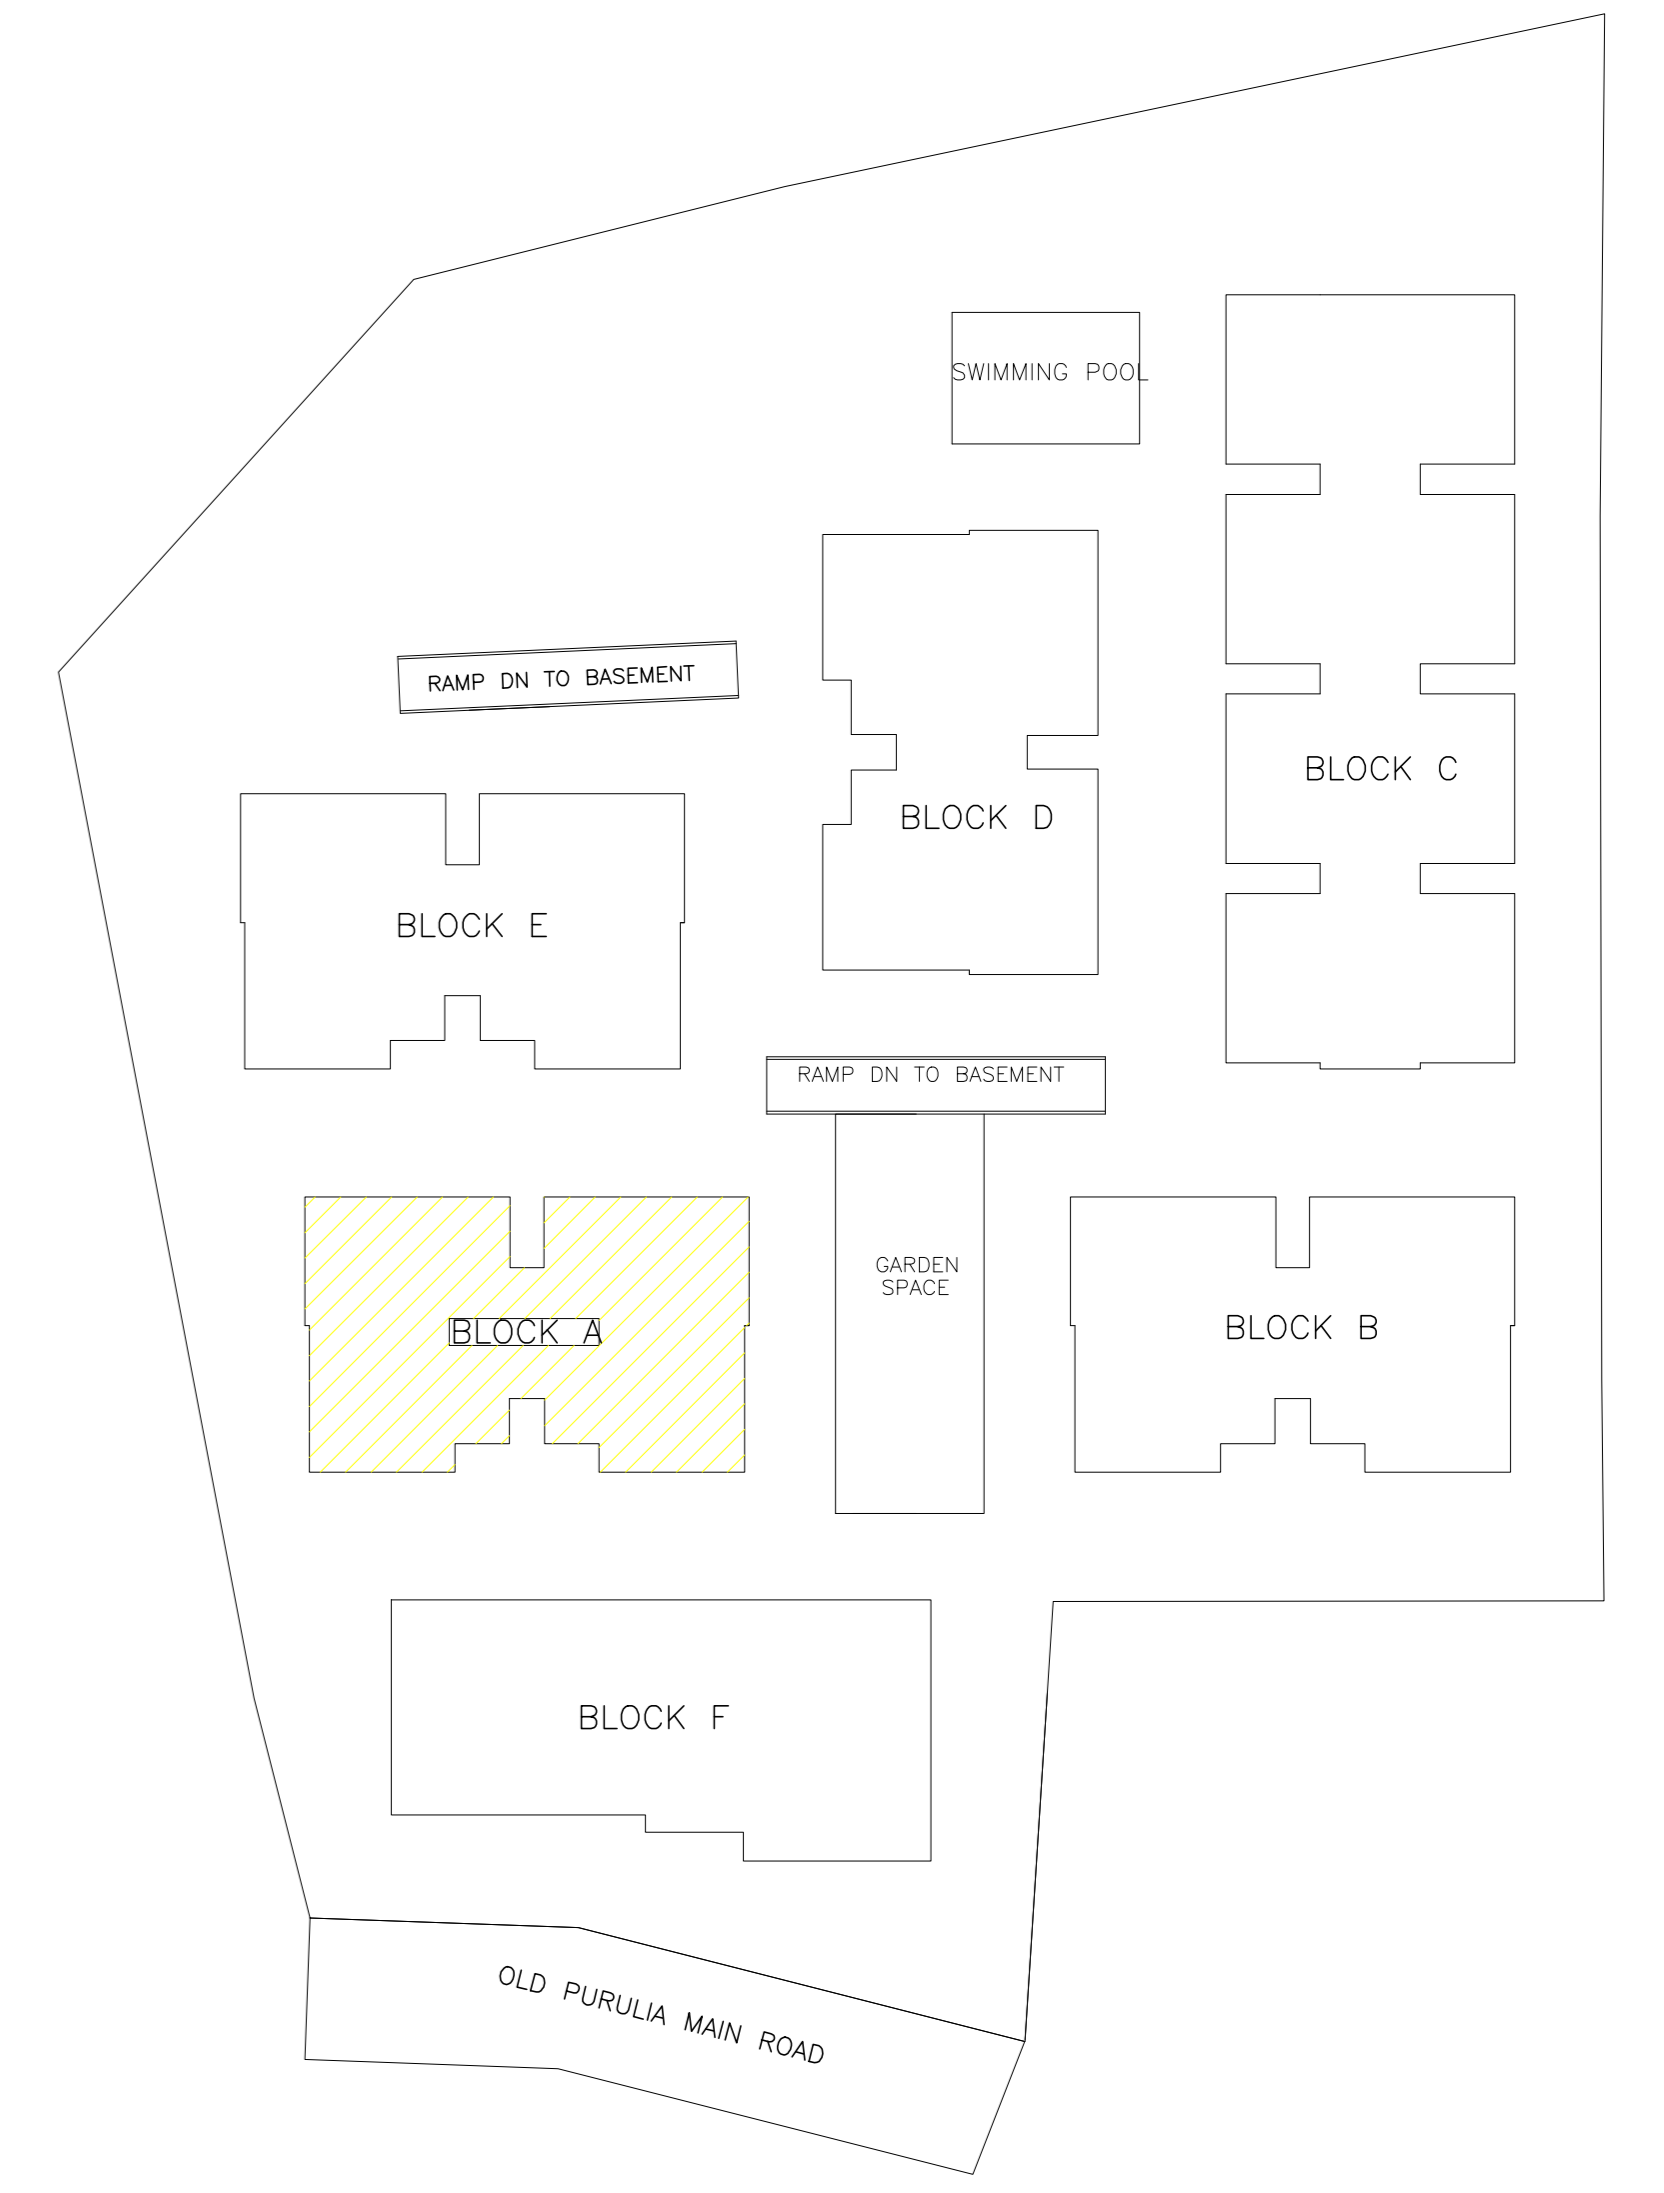 SWIMMING POOL
RAMP DN TO BASEMENT
BLOCK C
BLOCK D
BLOCK E
RAMP DN TO BASEMENT
GARDEN
SPACE
BLOCK A
BLOCK B
BLOCK F
OLD PURULIA MAIN ROAD